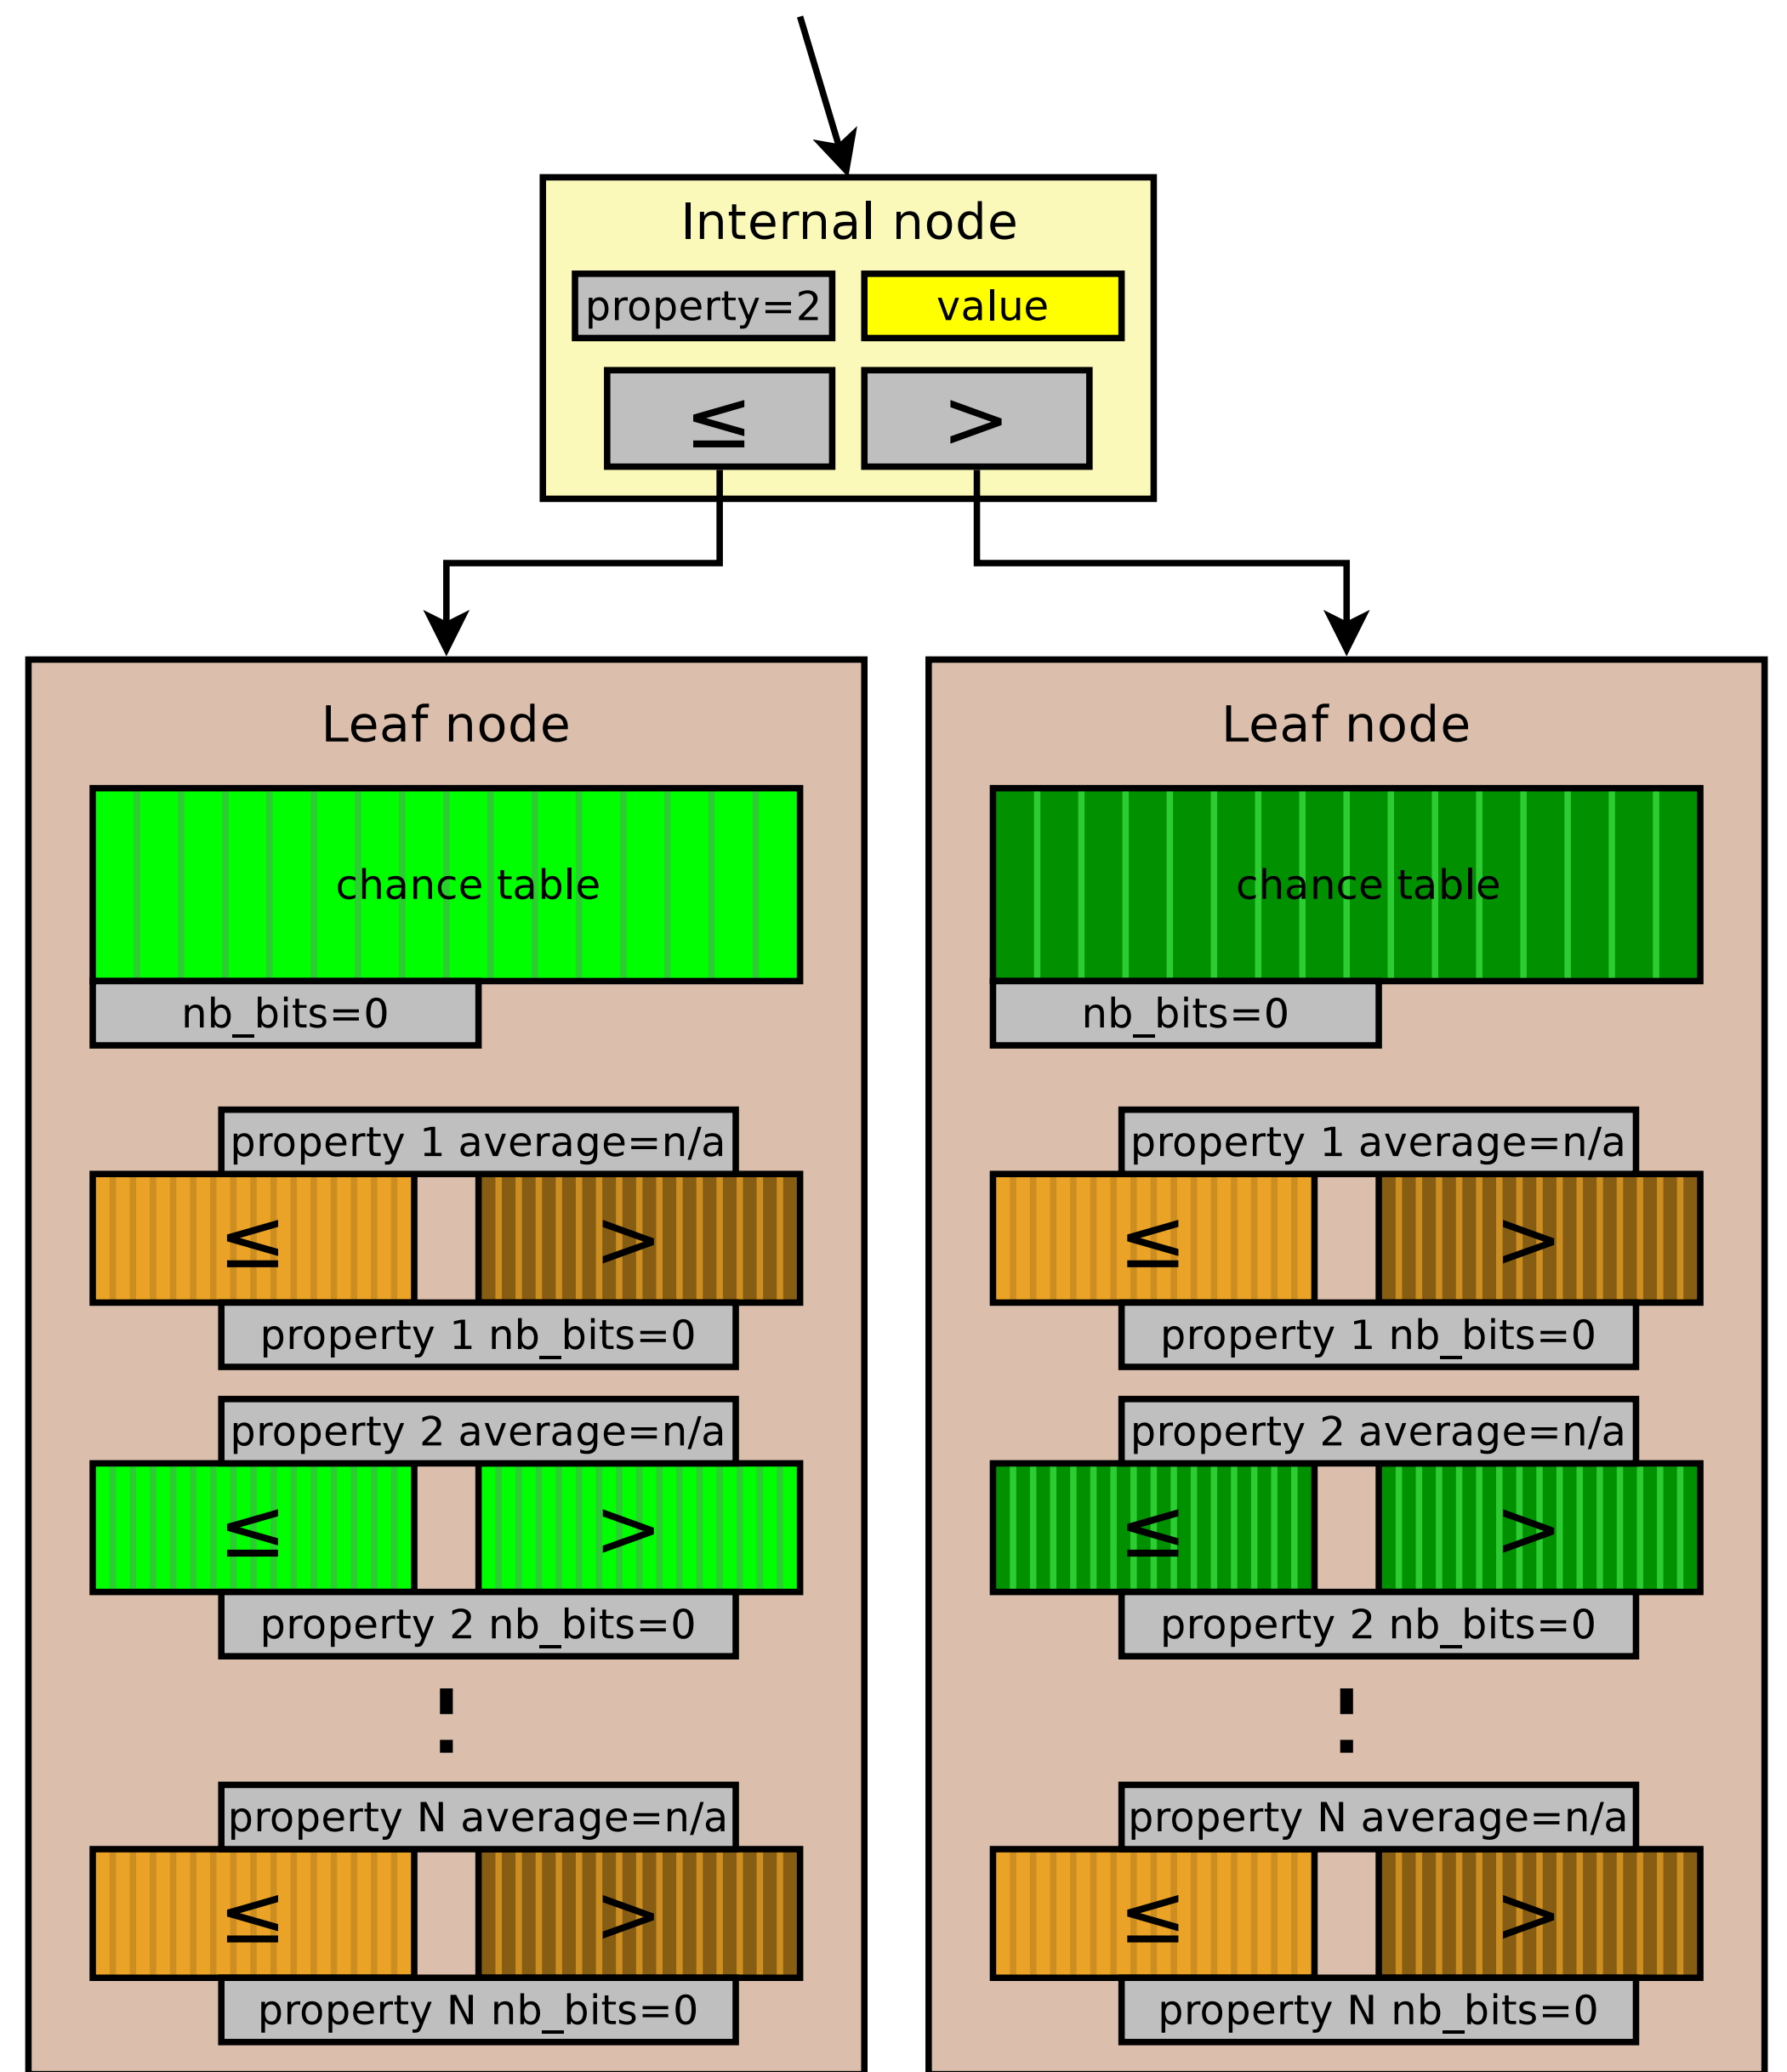 Internal node
property=2 value
≤ >
Leaf node
chance table
nb_bits=0
property 1 average=n/a
≤ >
property 1 nb_bits=0
property 2 average=n/a
≤ >
property 2 nb_bits=0
property N average=n/a
≤ >
property N nb_bits=0
Leaf node
chance table
nb_bits=0
property 1 average=n/a
≤ >
property 1 nb_bits=0
property 2 average=n/a
≤ >
property 2 nb_bits=0
property N average=n/a
≤ >
property N nb_bits=0